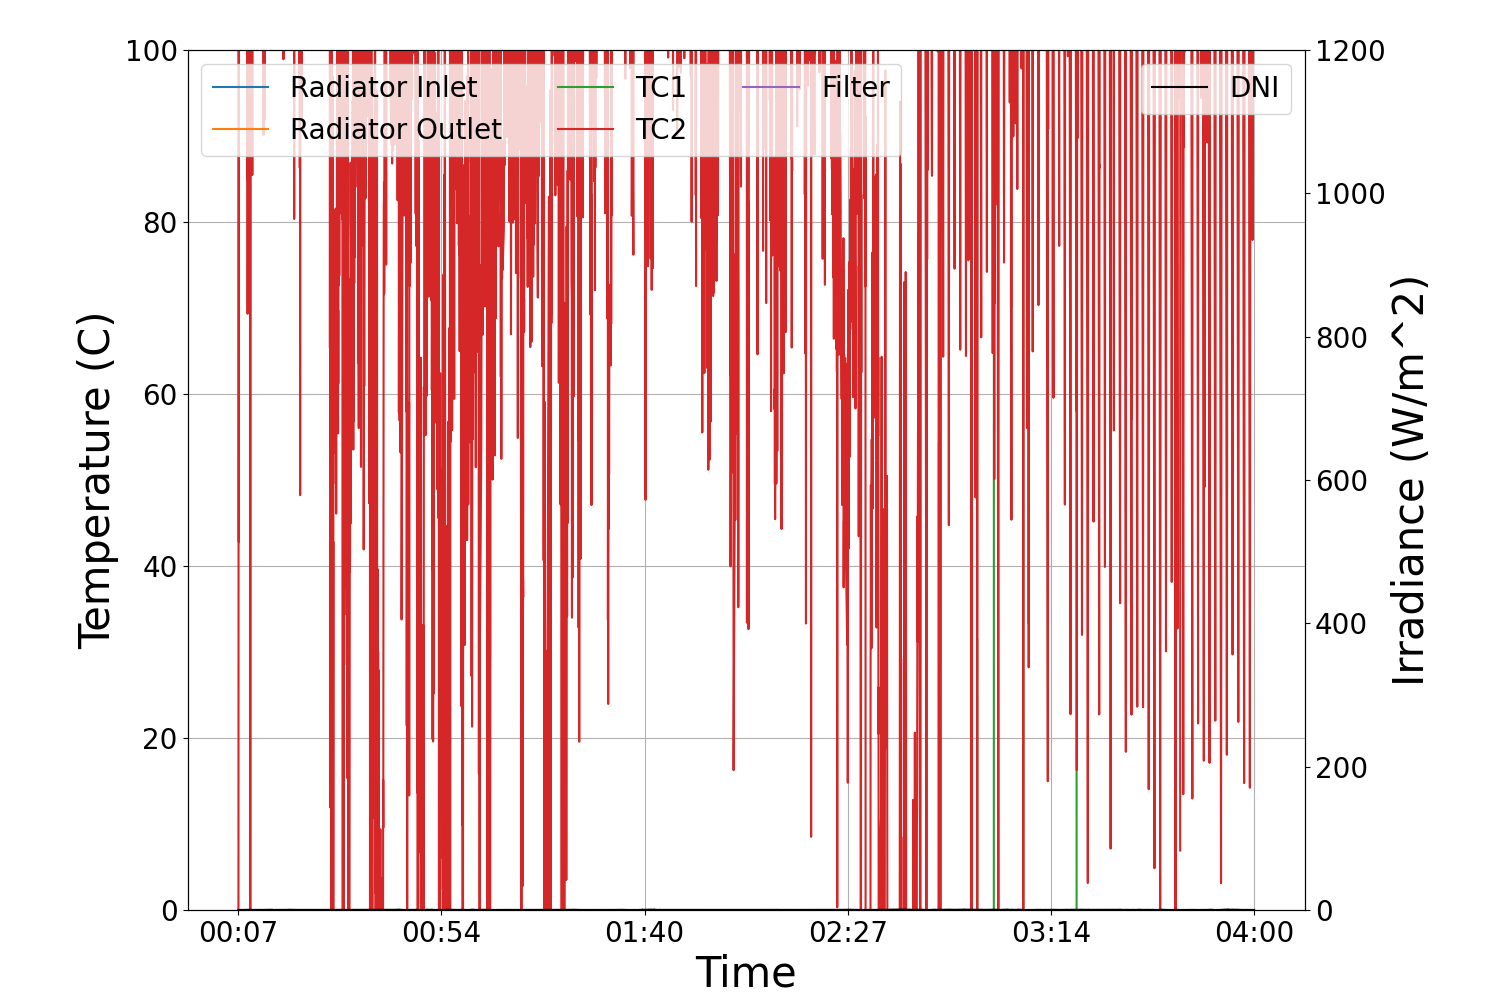 100
80
60
40
20
0
Temperature (C)
Radiator Inlet
Radiator Outlet
TC1
TC2
Filter
DNI
1200
1000
800
600
400
200
0
Irradiance (W/m^2)
00:07
00:54
01:40
02:27
03:14
04:00
Time